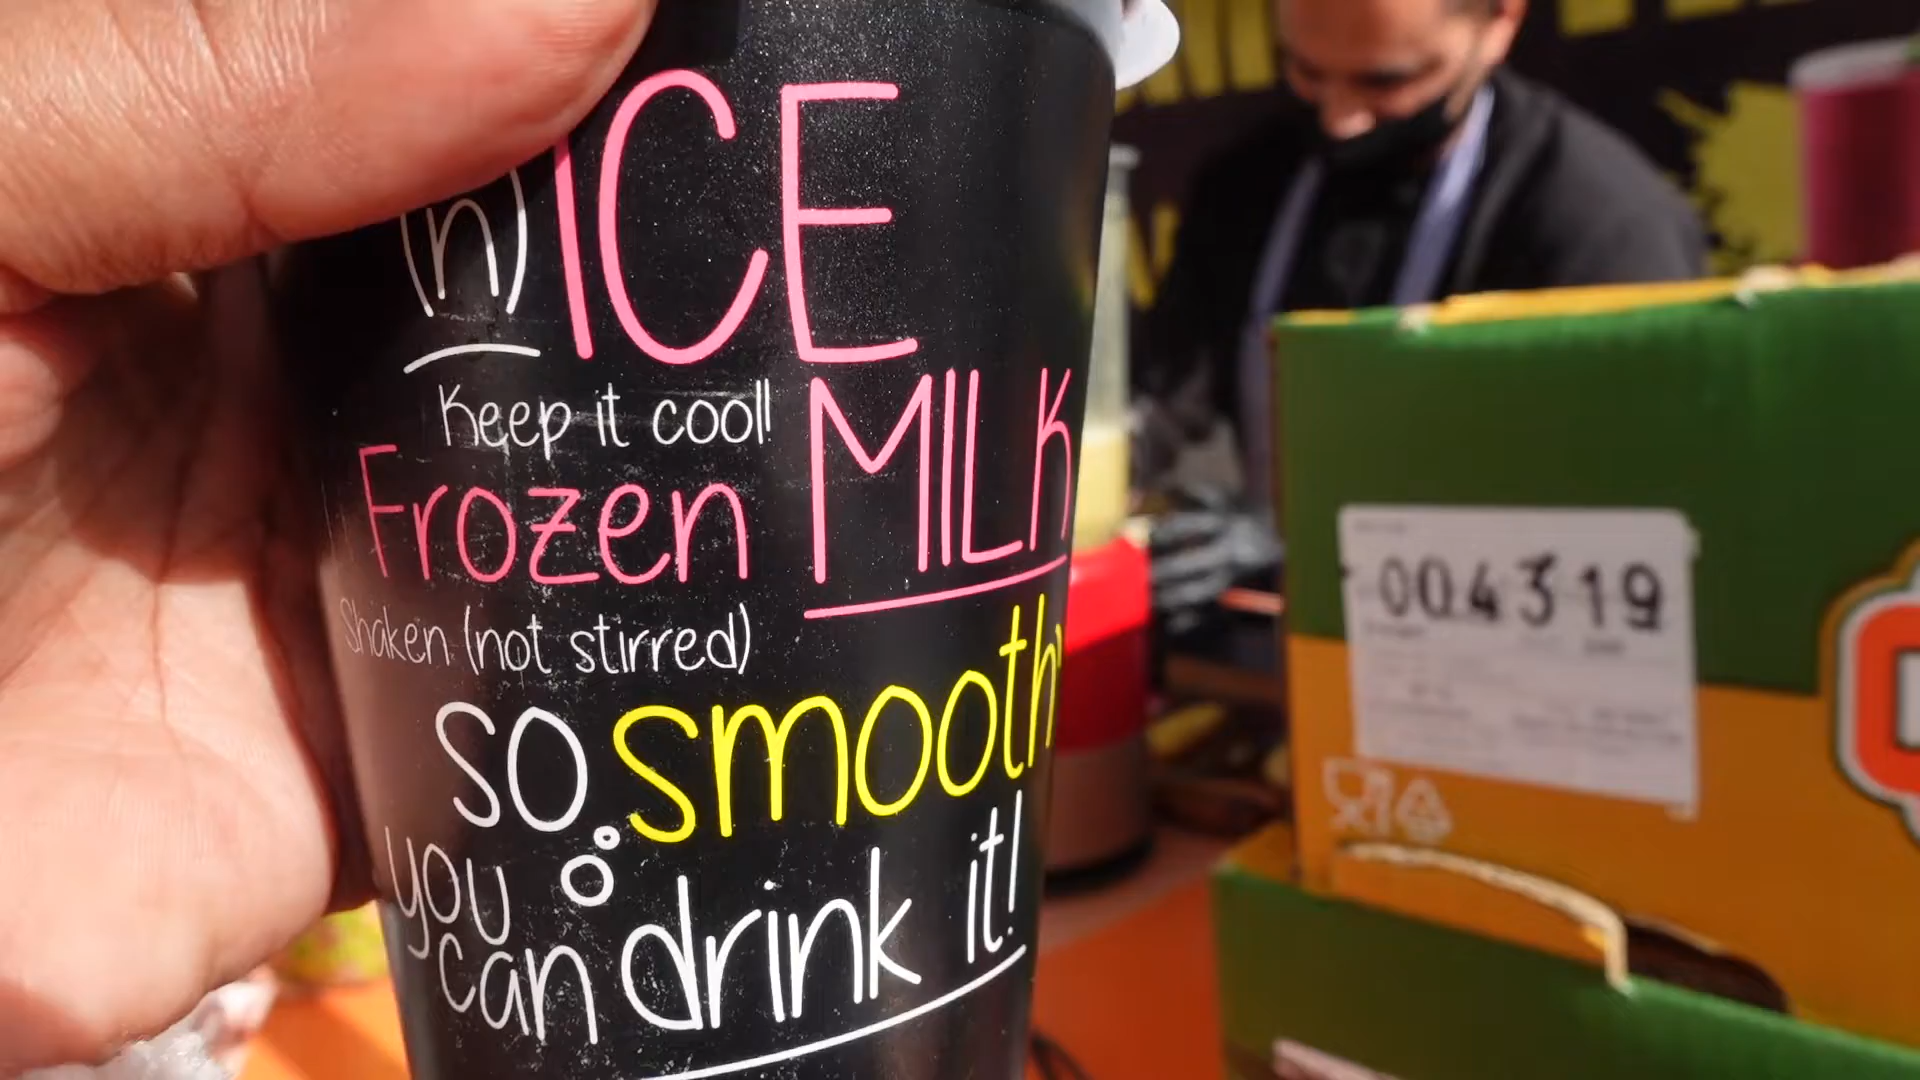 (n)ICE
Keep it cool!
Frozen MILK
Shaken (not stirred)
so smooth'
you can drink it!
004319